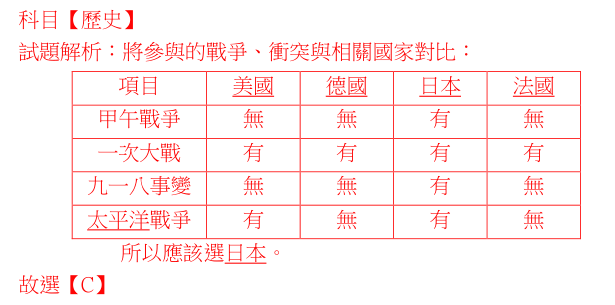 科目【歷史】
試題解析：將參與的戰爭、衝突與相關國家對比：
項目 美國 德國 日本 法國
甲午戰爭 無 無 有 無
一次大戰 有 有 有 有
九一八事變 無 無 有 無
太平洋戰爭 有 無 有 無
所以應該選日本。
故選【C】